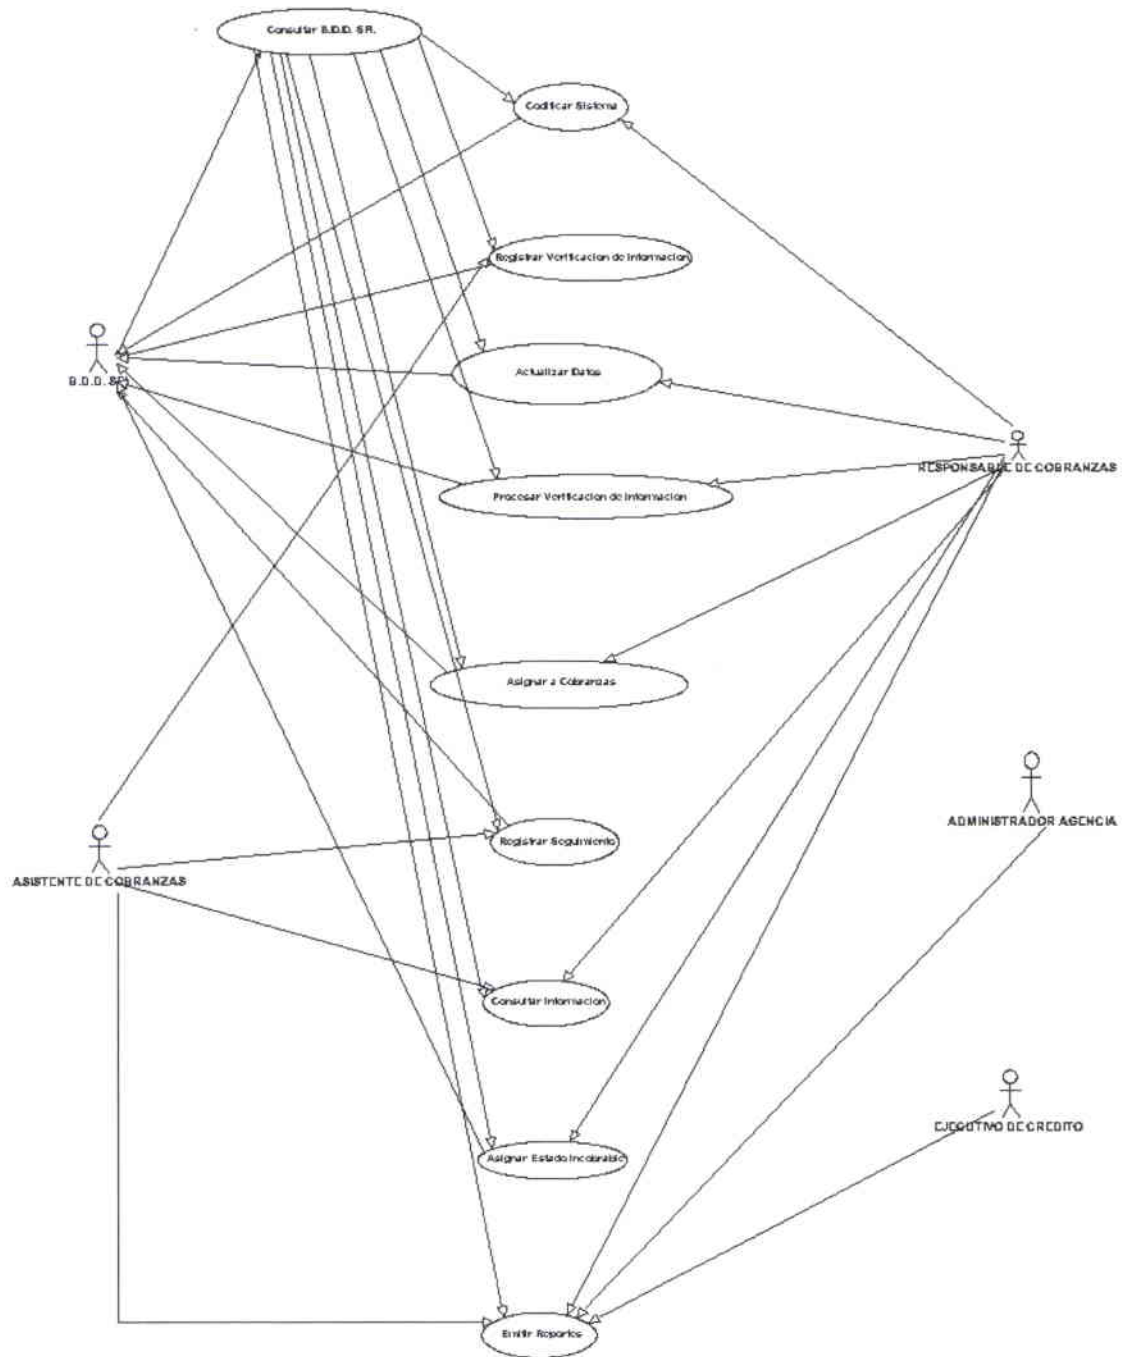 Consultar B.D.D. SR.
Codificar Sistema
Registrar Verificacion de Informacion
B.D.D. SR.
Actualizar Datos
RESPONSABLE DE COBRANZAS
Procesar Verificacion de Informacion
Asignar a Cobranzas
ADMINISTRADOR AGENCIA
Registrar Seguimiento
ASISTENTE DE COBRANZAS
Consultar Informacion
EJECUTIVO DE CREDITO
Asignar Estado Incobrable
Emitir Reportes